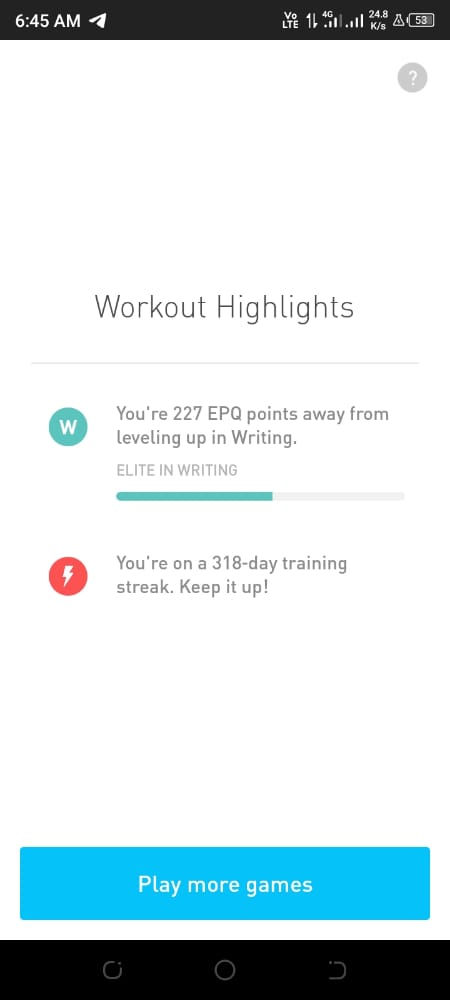 6:45 AM
Vo LTE 4G 24.8 K/s 53
?
Workout Highlights
W
You're 227 EPQ points away from
leveling up in Writing.
ELITE IN WRITING
You're on a 318-day training
streak. Keep it up!
Play more games